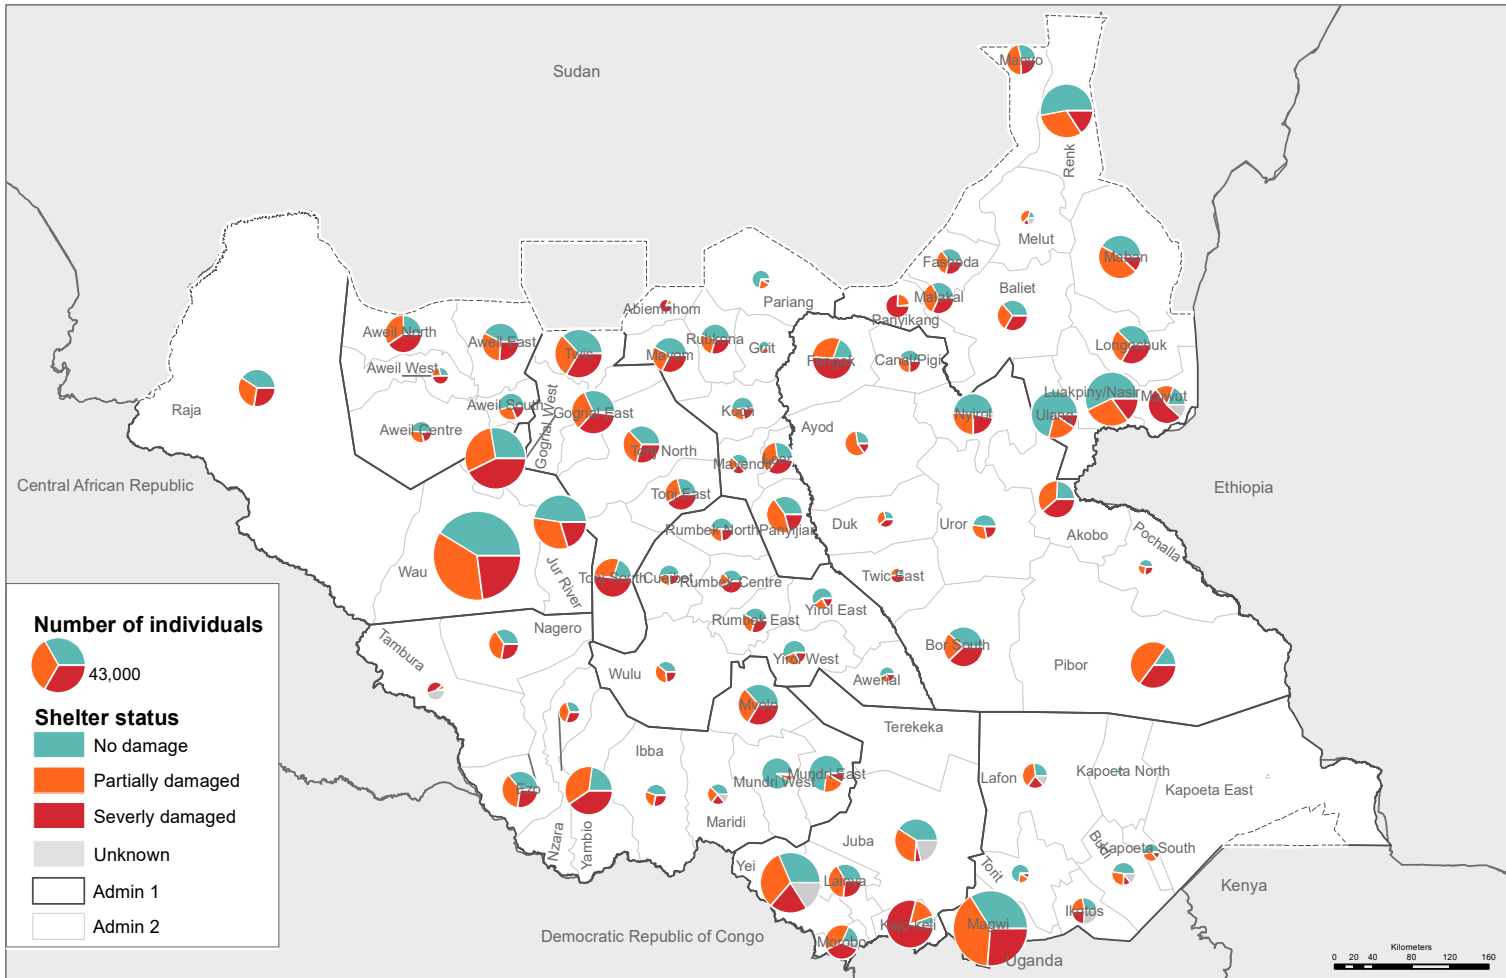 Sudan
Manyo
Renk
Melut
Maban
Fashoda
Malakal
Baliet
Panyikang
Pariang
Abiemnhom
Rubkona
Guit
Mayom
Aweil North
Aweil East
Twic
Aweil West
Aweil South
Aweil Centre
Gogrial West
Gogrial East
Raja
Fangak
Canal/Pigi
Longochuk
Luakpiny/Nasir
Maiwut
Ulang
Nyirol
Koch
Ayod
Tonj North
Mayendit
Leer
Central African Republic
Ethiopia
Tonj East
Rumbek North
Panyijiar
Duk
Uror
Akobo
Pochalla
Wau
Jur River
Tonj South
Cueibet
Rumbek Centre
Twic East
Yirol East
Rumbek East
Nagero
Tambura
Wulu
Yirol West
Awerial
Bor South
Pibor
Mvolo
Terekeka
Ibba
Mundri West
Mundri East
Lafon
Kapoeta North
Kapoeta East
Ezo
Nzara
Yambio
Maridi
Juba
Yei
Lainya
Torit
Budi
Kapoeta South
Kenya
Kajo-keji
Magwi
Ikotos
Morobo
Democratic Republic of Congo
Uganda
Number of individuals
43,000
Shelter status
No damage
Partially damaged
Severly damaged
Unknown
Admin 1
Admin 2
Kilometers
0 20 40 80 120 160